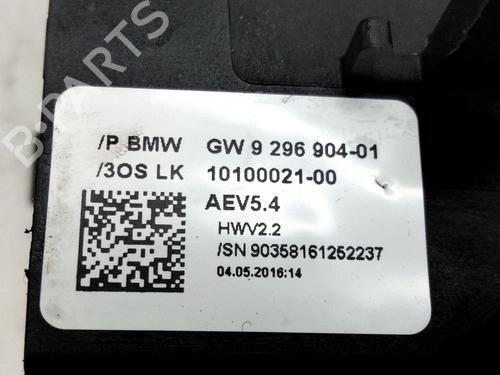 /P BMW GW 9 296 904-01
/3OS LK 10100021-00
AEV5.4
HWV2.2
/SN 90358161252237
04.05.2016:14
B-PARTS